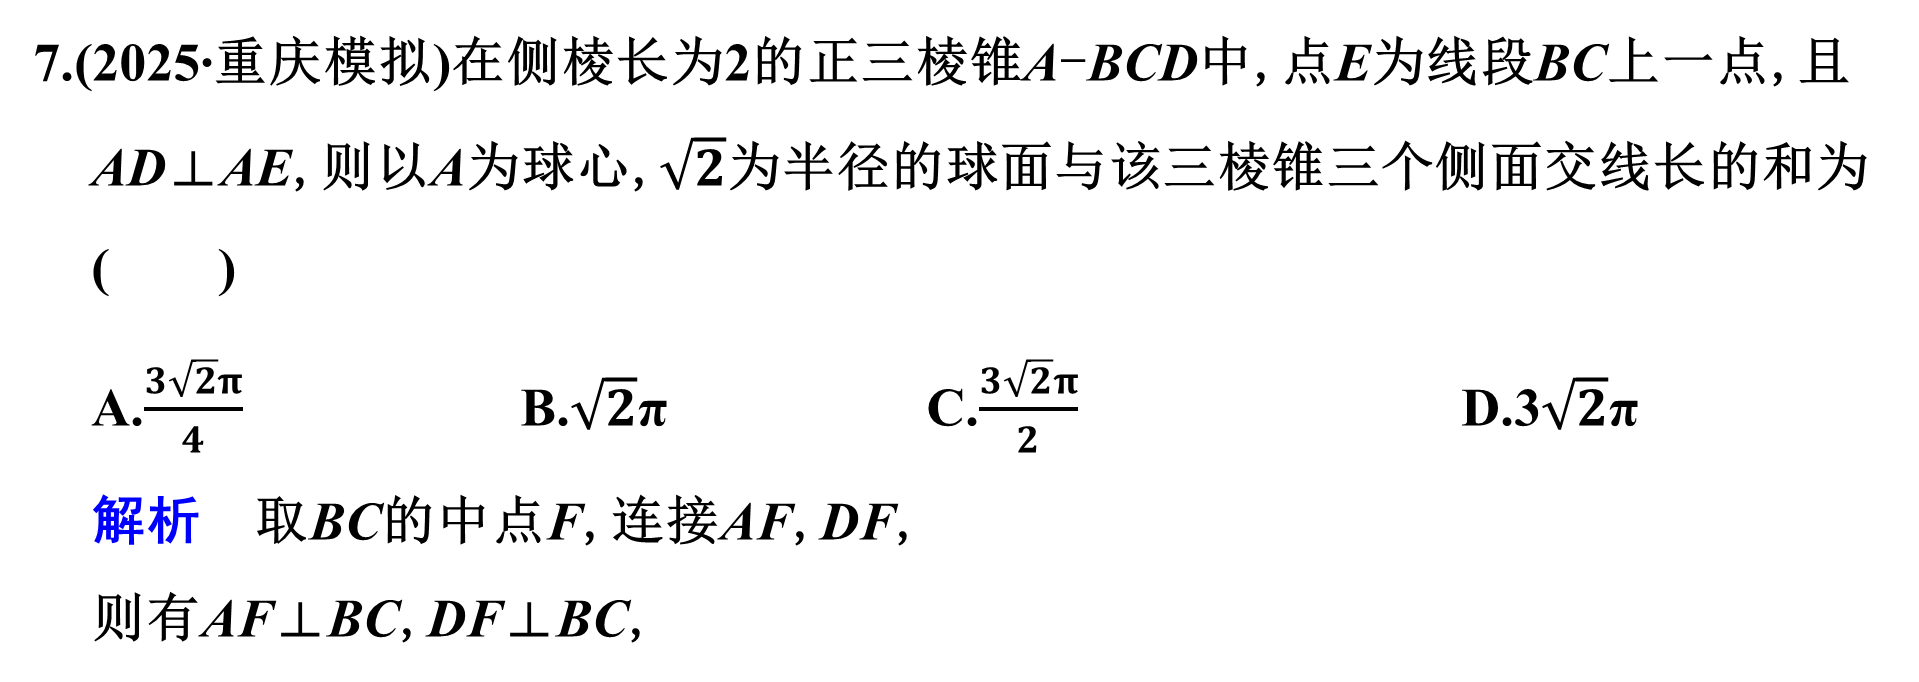 7.(2025·重庆模拟)在侧棱长为2的正三棱锥A-BCD中,点E为线段BC上一点,且
AD⊥AE,则以A为球心,√2为半径的球面与该三棱锥三个侧面交线长的和为
(  )
A.3√2π/4 B.√2π C.3√2π/2 D.3√2π
解析 取BC的中点F,连接AF,DF,
则有AF⊥BC,DF⊥BC,